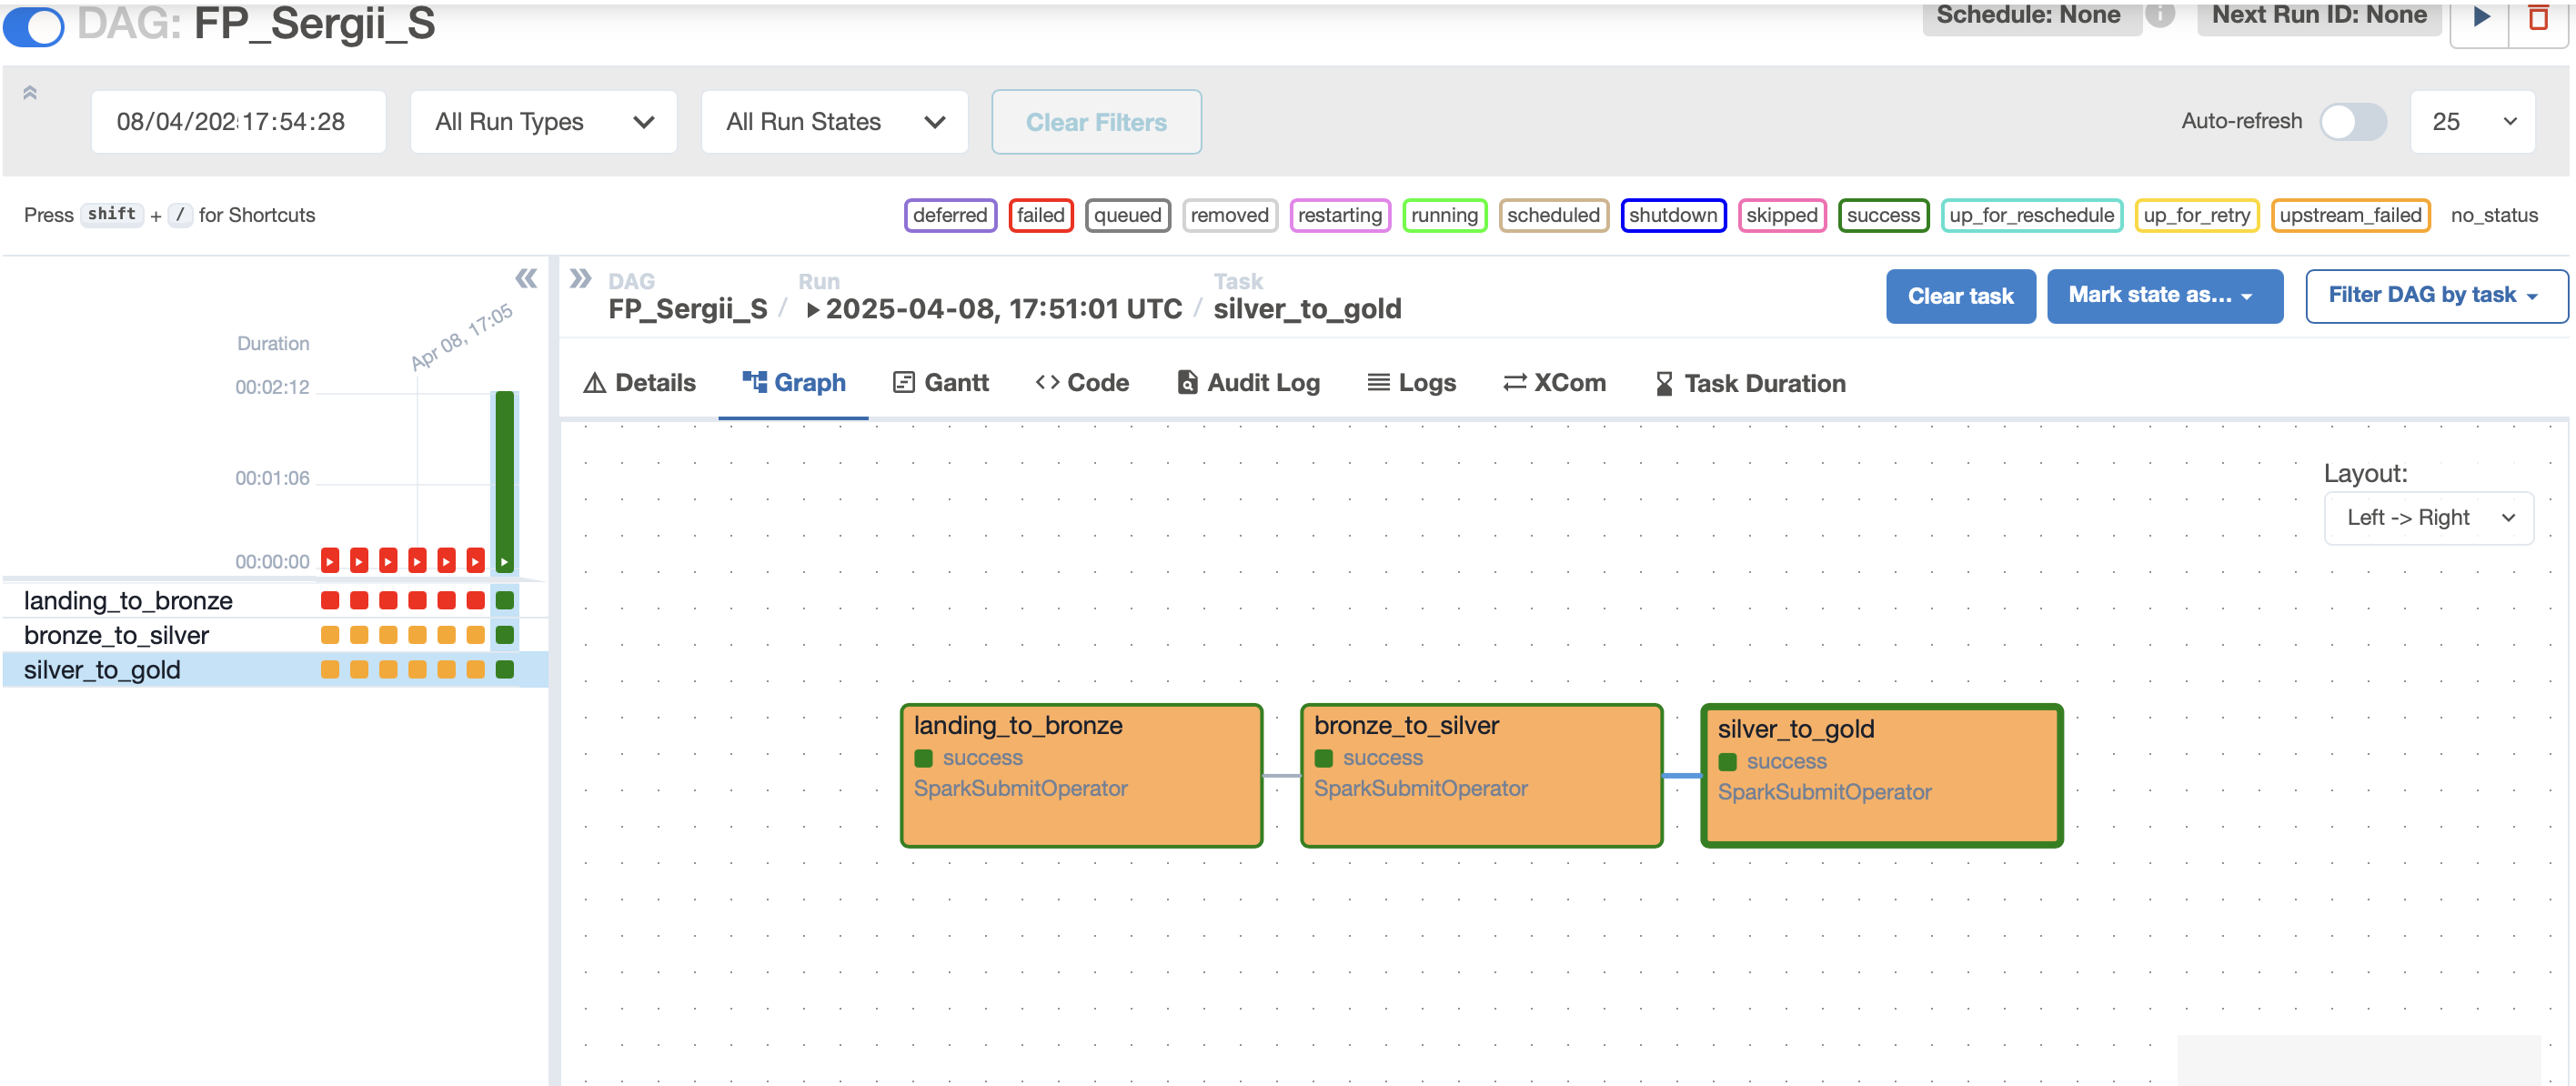 DAG: FP_Sergii_S
Schedule: None
Next Run ID: None
08/04/202 17:54:28
All Run Types
All Run States
Clear Filters
Auto-refresh
25
Press shift + / for Shortcuts
deferred failed queued removed restarting running scheduled shutdown skipped success up_for_reschedule up_for_retry upstream_failed no_status
Duration
Apr 08, 17:05
00:02:12
00:01:06
00:00:00
landing_to_bronze
bronze_to_silver
silver_to_gold
DAG
FP_Sergii_S /
Run
2025-04-08, 17:51:01 UTC /
Task
silver_to_gold
Clear task
Mark state as...
Filter DAG by task
Details
Graph
Gantt
Code
Audit Log
Logs
XCom
Task Duration
Layout:
Left -> Right
landing_to_bronze
success
SparkSubmitOperator
bronze_to_silver
success
SparkSubmitOperator
silver_to_gold
success
SparkSubmitOperator